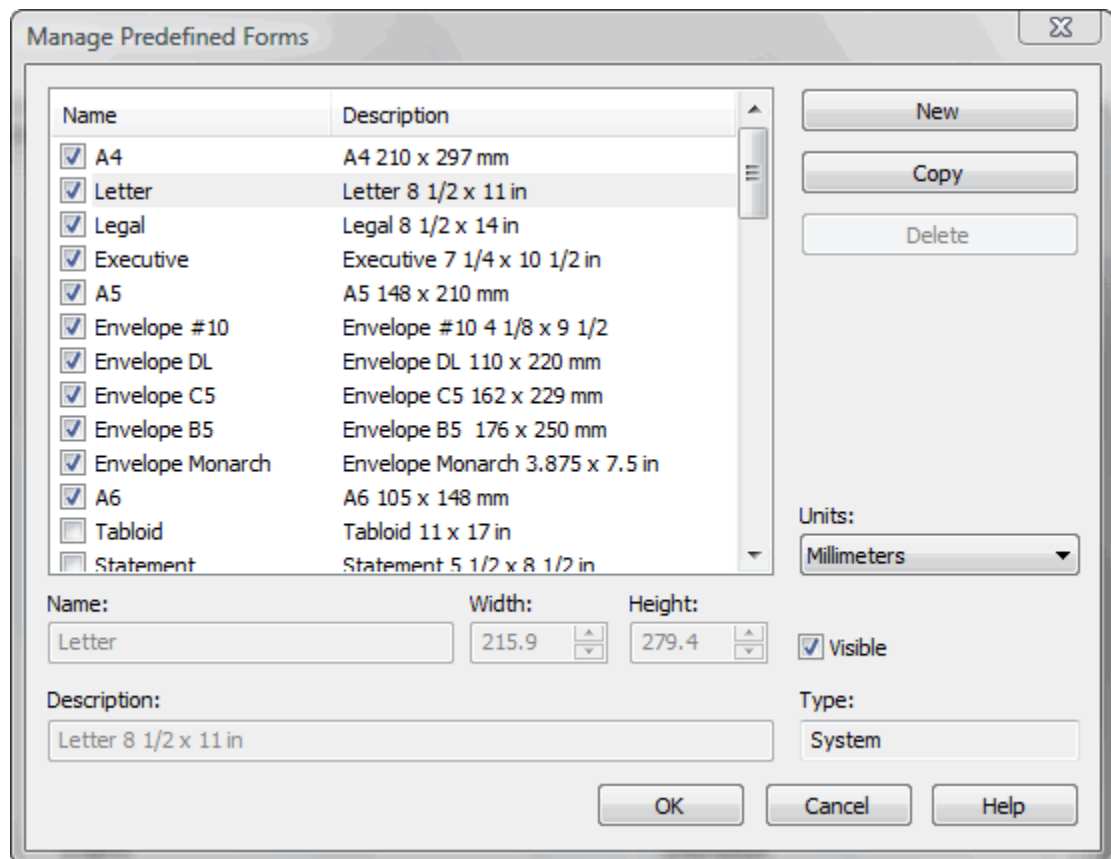 Manage Predefined Forms
Name Description
A4 A4 210 x 297 mm
Letter Letter 8 1/2 x 11 in
Legal Legal 8 1/2 x 14 in
Executive Executive 7 1/4 x 10 1/2 in
A5 A5 148 x 210 mm
Envelope #10 Envelope #10 4 1/8 x 9 1/2
Envelope DL Envelope DL 110 x 220 mm
Envelope C5 Envelope C5 162 x 229 mm
Envelope B5 Envelope B5  176 x 250 mm
Envelope Monarch Envelope Monarch 3.875 x 7.5 in
A6 A6 105 x 148 mm
Tabloid Tabloid 11 x 17 in
Statement Statement 5 1/2 x 8 1/2 in
New
Copy
Delete
Units:
Millimeters
Name: Width: Height:
Letter 215.9 279.4 Visible
Description: Type:
Letter 8 1/2 x 11 in System
OK Cancel Help